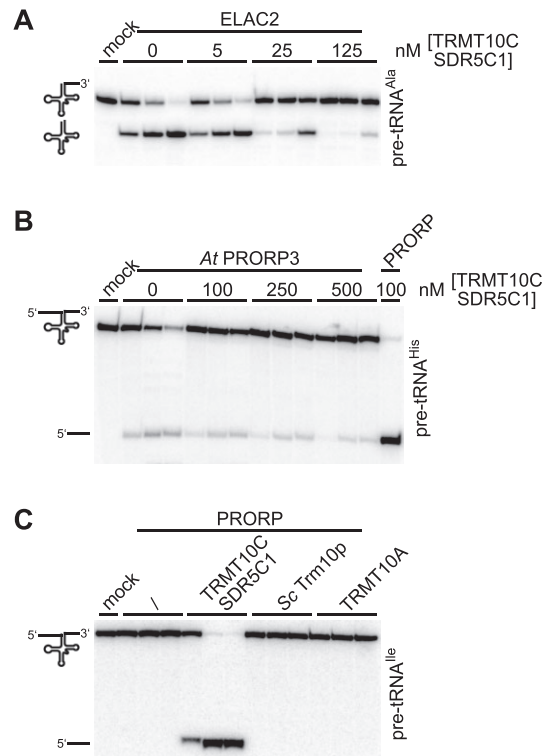 A
ELAC2
mock
0 5 25 125 nM [TRMT10C
SDR5C1]
3'
pre-tRNAAla
B
PRORP
At PRORP3
mock
0 100 250 500 100 nM [TRMT10C
SDR5C1]
5' 3'
pre-tRNAHis
5'
C
PRORP
mock
/
TRMT10C
SDR5C1
Sc Trm10p
TRMT10A
5' 3'
pre-tRNAIle
5'